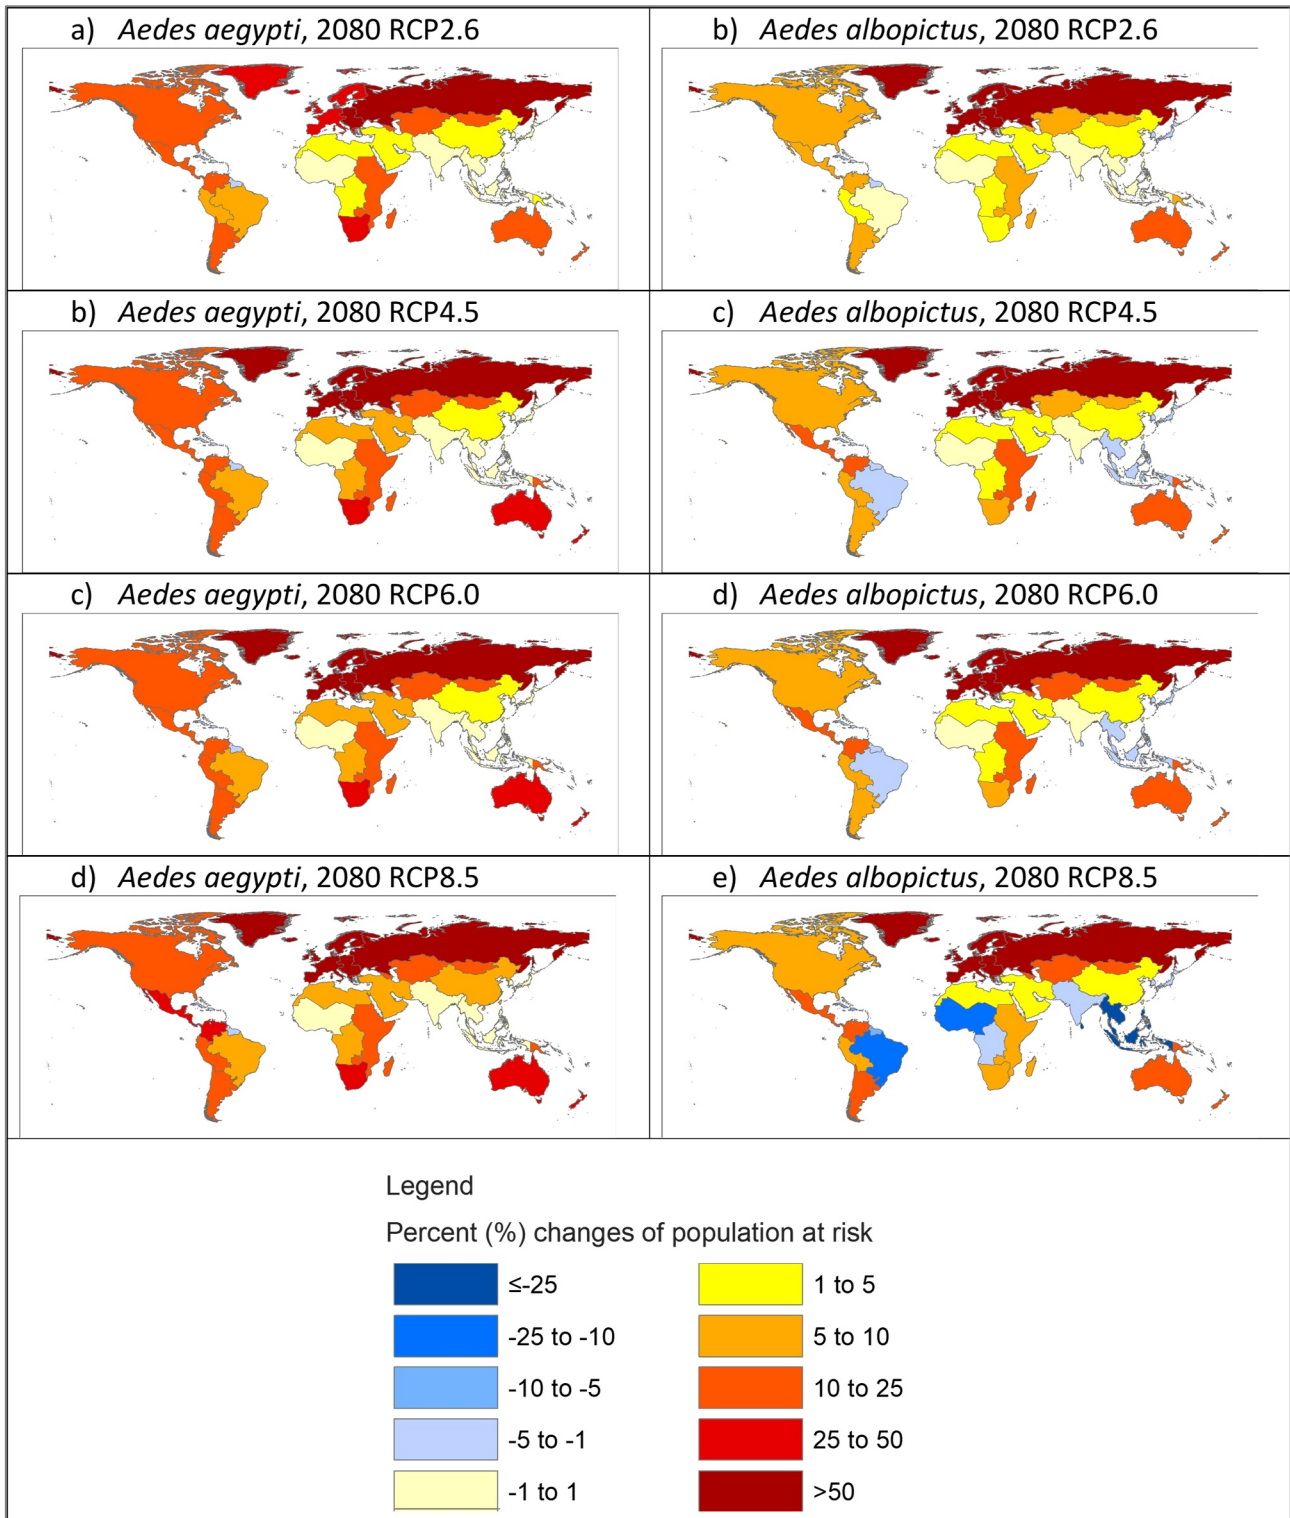 a) Aedes aegypti, 2080 RCP2.6
b) Aedes albopictus, 2080 RCP2.6
b) Aedes aegypti, 2080 RCP4.5
c) Aedes albopictus, 2080 RCP4.5
c) Aedes aegypti, 2080 RCP6.0
d) Aedes albopictus, 2080 RCP6.0
d) Aedes aegypti, 2080 RCP8.5
e) Aedes albopictus, 2080 RCP8.5
Legend
Percent (%) changes of population at risk
≤-25
-25 to -10
-10 to -5
-5 to -1
-1 to 1
1 to 5
5 to 10
10 to 25
25 to 50
>50